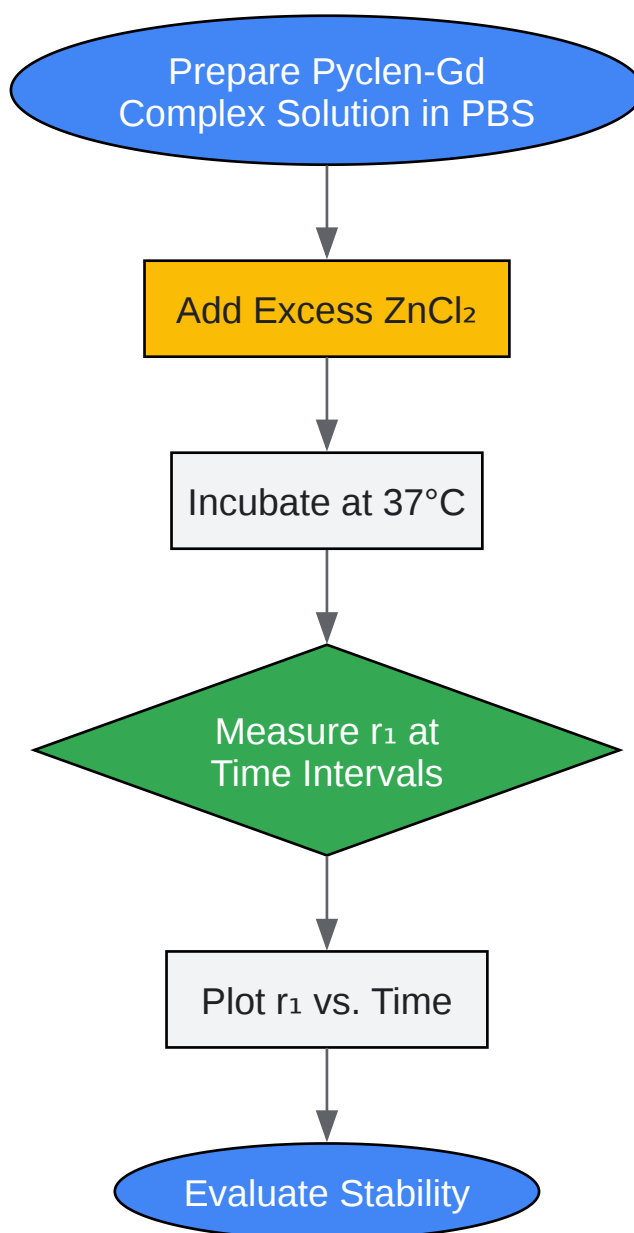 Prepare Pyclen-Gd
Complex Solution in PBS
Add Excess ZnCl₂
Incubate at 37°C
Measure r₁ at
Time Intervals
Plot r₁ vs. Time
Evaluate Stability